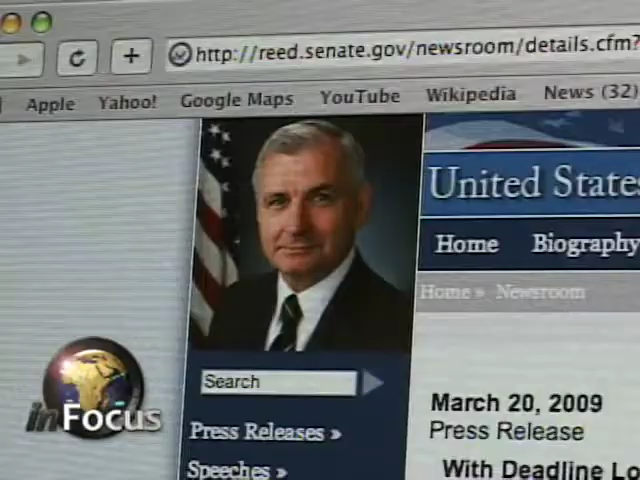 http://reed.senate.gov/newsroom/details.cfm?
Apple Yahoo! Google Maps YouTube Wikipedia News (32)
United States
Home Biography
Home » Newsroom
Search
March 20, 2009
Press Release
inFocus
Press Releases »
Speeches »
With Deadline